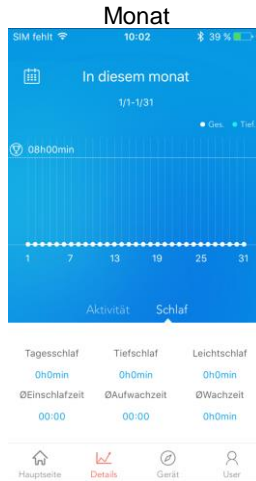 Monat
SIM fehlt 10:02 39 %
In diesem monat
1/1-1/31
Ges. Tief.
08h00min
1 7 13 19 25 31
Aktivität Schlaf
Tagesschlaf Tiefschlaf Leichtschlaf
0h0min 0h0min 0h0min
ØEinschlafzeit ØAufwachzeit ØWachzeit
00:00 00:00 0h0min
Hauptseite Details Gerät User